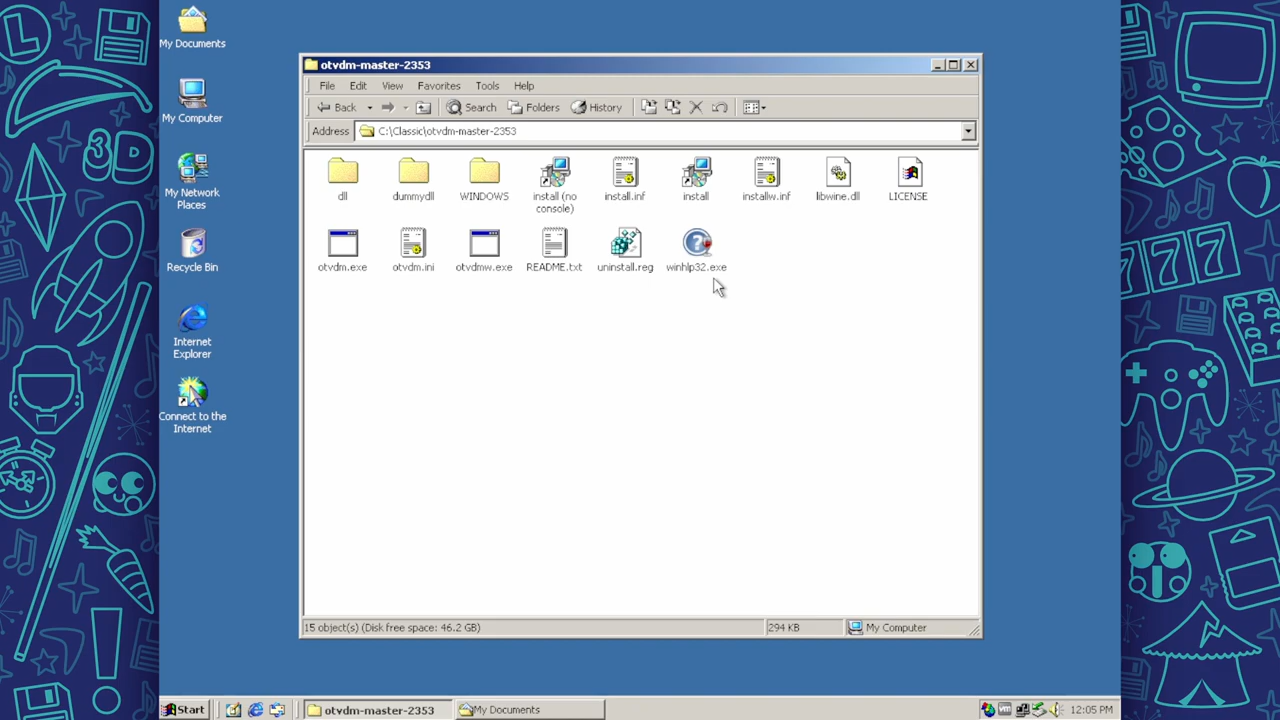 My Documents
My Computer
My Network
Places
Recycle Bin
Internet
Explorer
Connect to the
Internet
otvdm-master-2353
File Edit View Favorites Tools Help
Back Search Folders History
Address C:\Classic\otvdm-master-2353
dll dummydll WINDOWS install (no
console) install.inf install installw.inf libwine.dll LICENSE
otvdm.exe otvdm.ini otvdmw.exe README.txt uninstall.reg winhlp32.exe
15 object(s) (Disk free space: 46.2 GB) 294 KB My Computer
Start otvdm-master-2353 My Documents 12:05 PM
L
3D
777